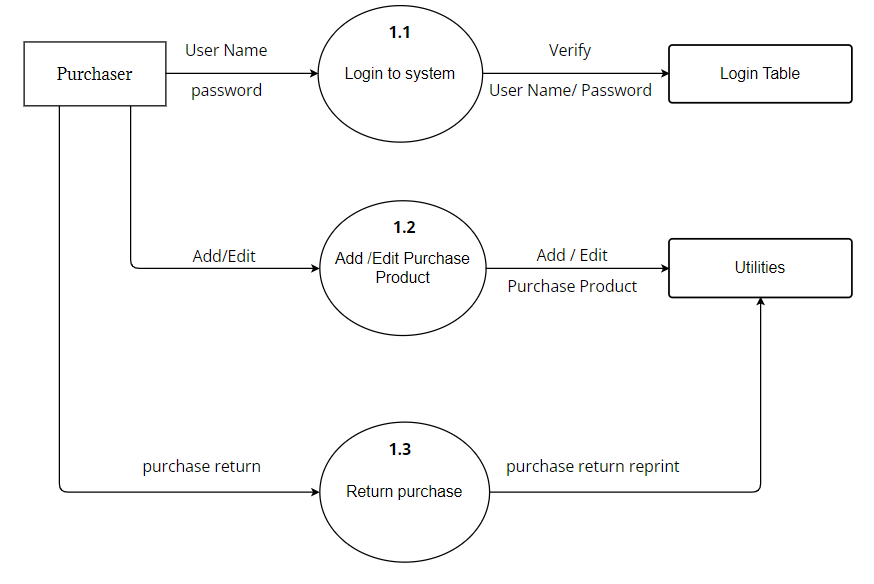 1.1
User Name
Verify
Purchaser
Login to system
Login Table
password
User Name/ Password
1.2
Add/Edit
Add /Edit Purchase
Product
Add / Edit
Utilities
Purchase Product
1.3
purchase return
purchase return reprint
Return purchase